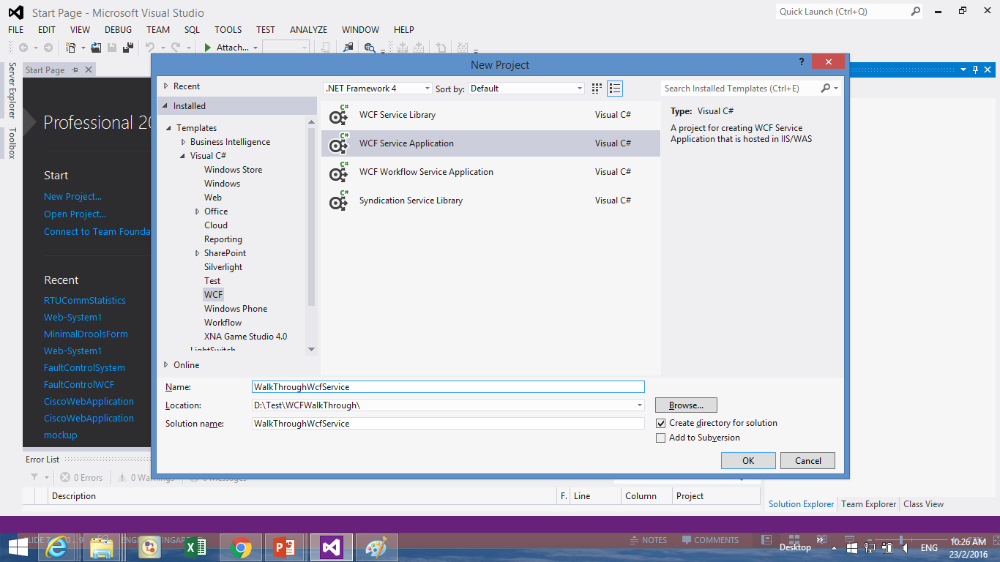 Start Page - Microsoft Visual Studio
Quick Launch (Ctrl+Q)
FILE EDIT VIEW DEBUG TEAM SQL TOOLS TEST ANALYZE WINDOW HELP
Attach...
Server Explorer
Toolbox
Start Page
Professional 20
Start
New Project...
Open Project...
Connect to Team Founda
Recent
RTUCommStatistics
Web-System1
MinimalDroolsForm
Web-System1
FaultControlSystem
FaultControlWCF
CiscoWebApplication
CiscoWebApplication
mockup
New Project
?
Recent
Installed
Templates
Business Intelligence
Visual C#
Windows Store
Windows
Web
Office
Cloud
Reporting
SharePoint
Silverlight
Test
WCF
Windows Phone
Workflow
XNA Game Studio 4.0
LightSwitch
Online
.NET Framework 4 Sort by: Default
C# WCF Service Library Visual C#
C# WCF Service Application Visual C#
C# WCF Workflow Service Application Visual C#
C# Syndication Service Library Visual C#
Search Installed Templates (Ctrl+E)
Type: Visual C#
A project for creating WCF Service
Application that is hosted in IIS/WAS
Name: WalkThroughWcfService
Location: D:\Test\WCFWalkThrough\
Browse...
Solution name: WalkThroughWcfService
Create directory for solution
Add to Subversion
OK Cancel
Error List
0 Errors 0 Warnings 0 Messages
Description F. Line Column Project
Solution Explorer Team Explorer Class View
NOTES COMMENTS
Desktop ENG 10:26 AM
23/2/2016